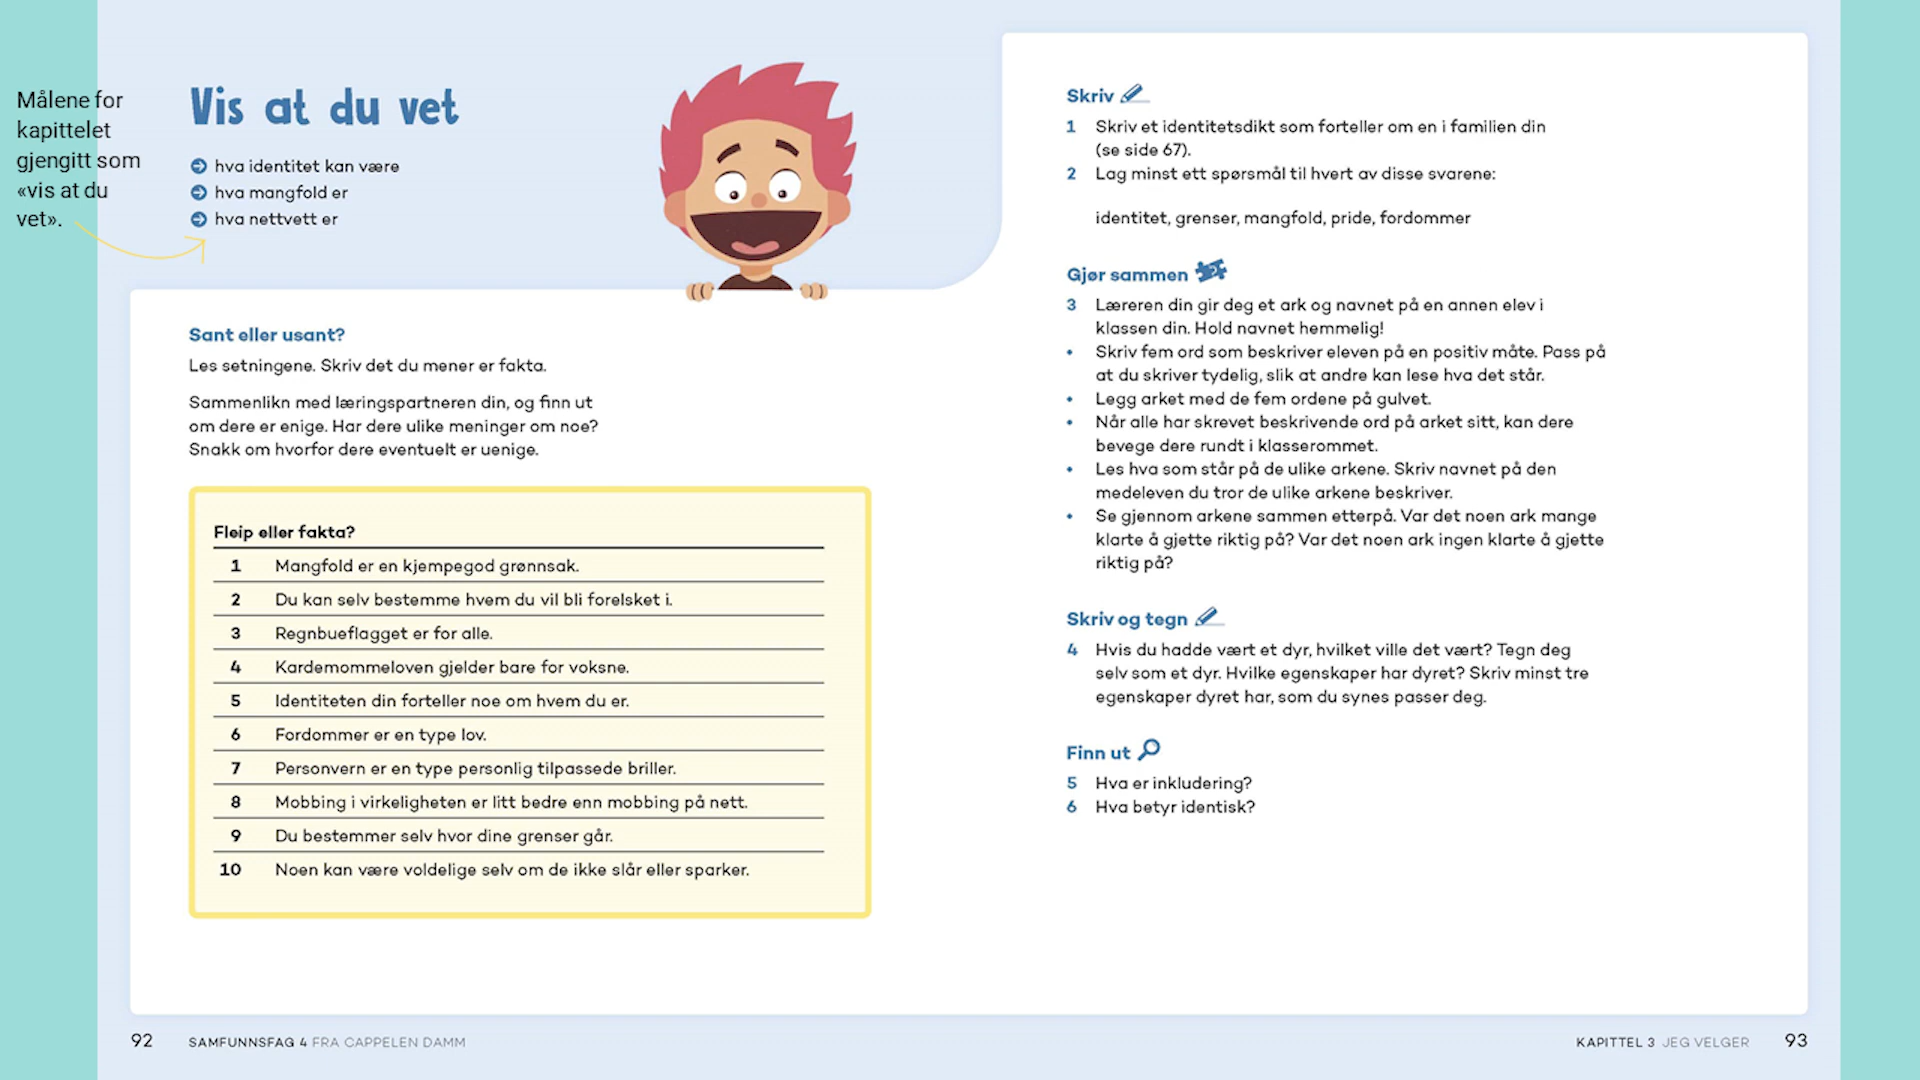 Målene for
kapittelet
gjengitt som
«vis at du
vet».
Vis at du vet
hva identitet kan være
hva mangfold er
hva nettvett er
Sant eller usant?
Les setningene. Skriv det du mener er fakta.
Sammenlikn med læringspartneren din, og finn ut
om dere er enige. Har dere ulike meninger om noe?
Snakk om hvorfor dere eventuelt er uenige.
Fleip eller fakta?
1 Mangfold er en kjempegod grønnsak.
2 Du kan selv bestemme hvem du vil bli forelsket i.
3 Regnbueflagget er for alle.
4 Kardemommeloven gjelder bare for voksne.
5 Identiteten din forteller noe om hvem du er.
6 Fordommer er en type lov.
7 Personvern er en type personlig tilpassede briller.
8 Mobbing i virkeligheten er litt bedre enn mobbing på nett.
9 Du bestemmer selv hvor dine grenser går.
10 Noen kan være voldelige selv om de ikke slår eller sparker.
92 SAMFUNNSFAG 4 FRA CAPPELEN DAMM
Skriv
1 Skriv et identitetsdikt som forteller om en i familien din
(se side 67).
2 Lag minst ett spørsmål til hvert av disse svarene:
identitet, grenser, mangfold, pride, fordommer
Gjør sammen
3 Læreren din gir deg et ark og navnet på en annen elev i
klassen din. Hold navnet hemmelig!
• Skriv fem ord som beskriver eleven på en positiv måte. Pass på
at du skriver tydelig, slik at andre kan lese hva det står.
• Legg arket med de fem ordene på gulvet.
• Når alle har skrevet beskrivende ord på arket sitt, kan dere
bevege dere rundt i klasserommet.
• Les hva som står på de ulike arkene. Skriv navnet på den
medeleven du tror de ulike arkene beskriver.
• Se gjennom arkene sammen etterpå. Var det noen ark mange
klarte å gjette riktig på? Var det noen ark ingen klarte å gjette
riktig på?
Skriv og tegn
4 Hvis du hadde vært et dyr, hvilket ville det vært? Tegn deg
selv som et dyr. Hvilke egenskaper har dyret? Skriv minst tre
egenskaper dyret har, som du synes passer deg.
Finn ut
5 Hva er inkludering?
6 Hva betyr identisk?
KAPITTEL 3 JEG VELGER 93